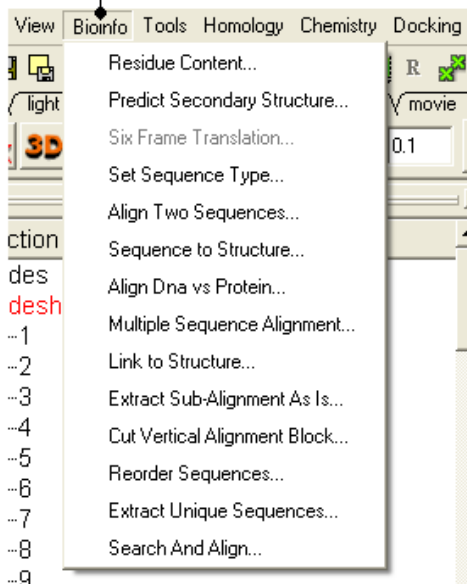 View Bioinfo Tools Homology Chemistry Docking
Residue Content...
R
light
Predict Secondary Structure...
movie
3D
Six Frame Translation...
0.1
Set Sequence Type...
Align Two Sequences...
ction
Sequence to Structure...
des
Align Dna vs Protein...
desh
Multiple Sequence Alignment...
--1
Link to Structure...
--2
Extract Sub-Alignment As Is...
--3
Cut Vertical Alignment Block...
--4
Reorder Sequences...
--5
--6
Extract Unique Sequences...
--7
Search And Align...
--8
--9